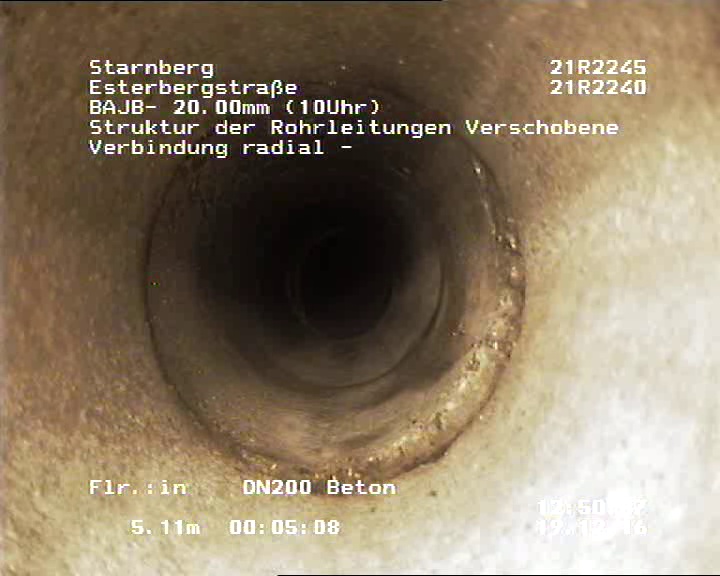 Starnberg 21R2245
Esterbergstraße 21R2240
BAJB- 20.00mm (10Uhr)
Struktur der Rohrleitungen Verschobene
Verbindung radial -
Flr.:in DN200 Beton
5.11m 00:05:08